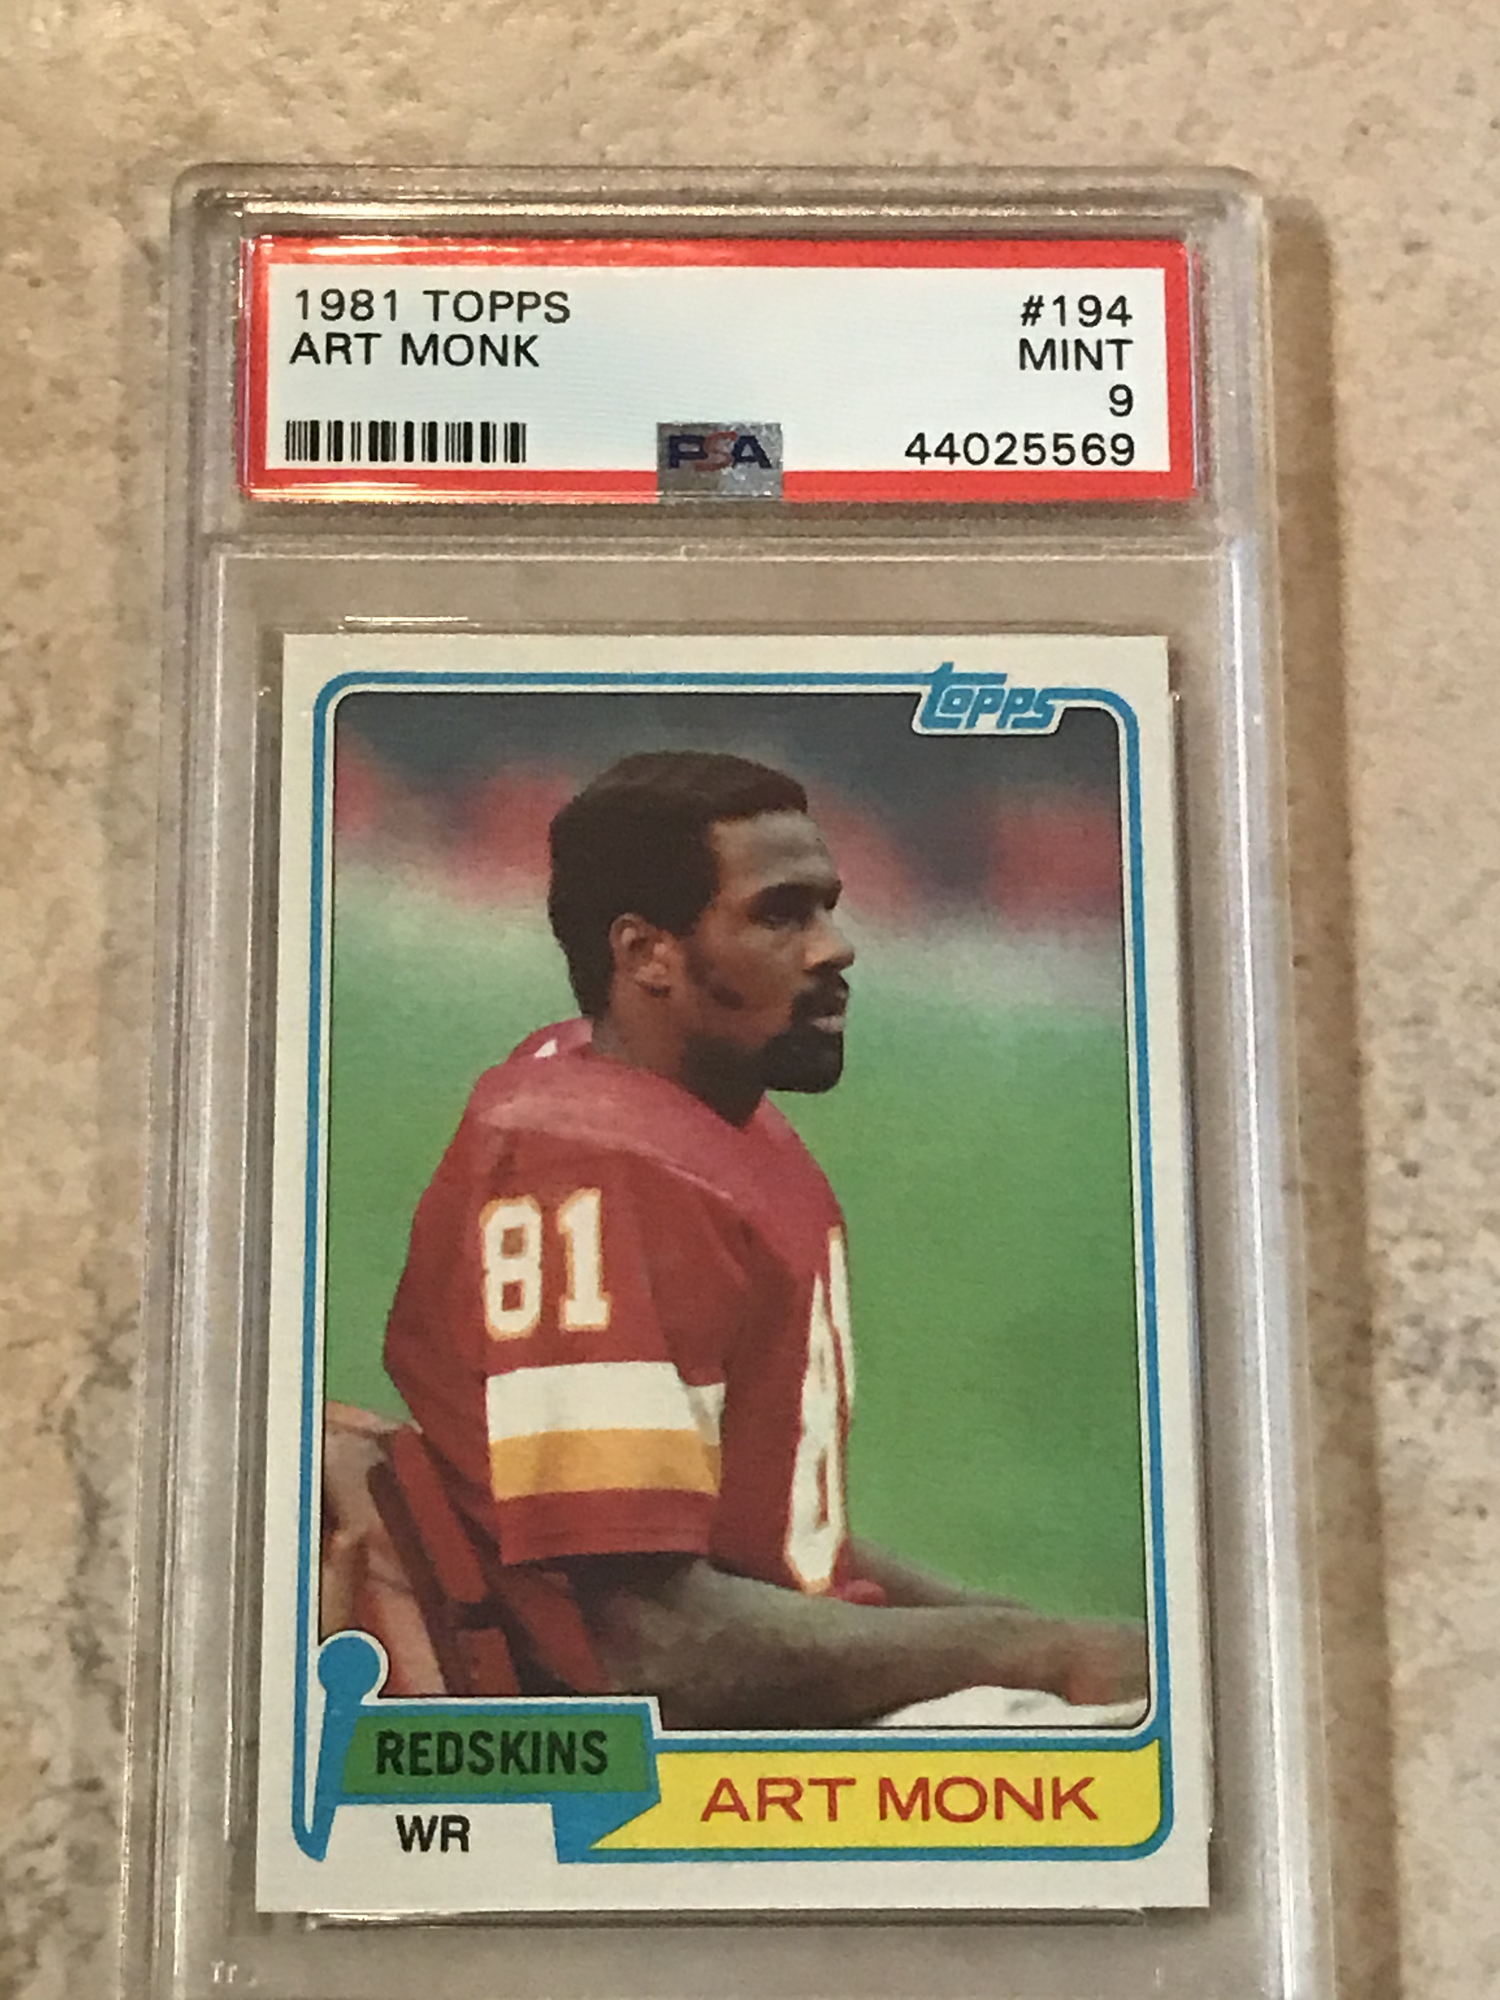 1981 TOPPS #194
ART MONK MINT
9
PSA 44025569
TOPPS
81
REDSKINS
WR
ART MONK